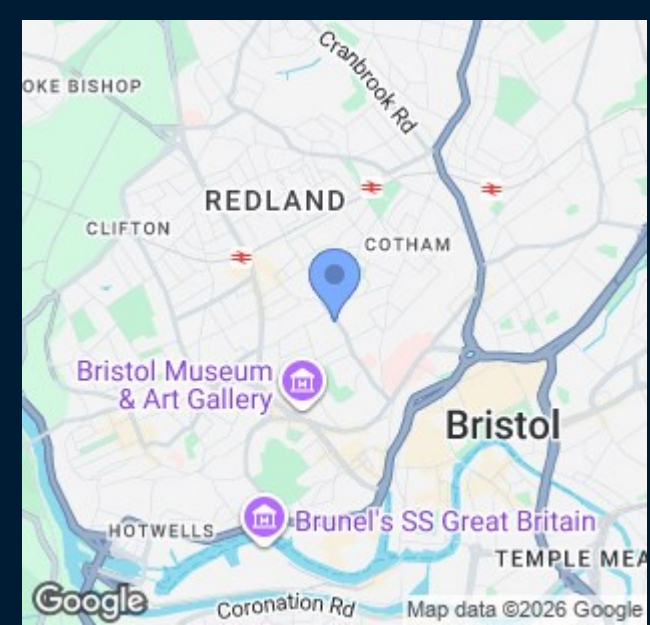 Cranbrook Rd
OKE BISHOP
REDLAND
CLIFTON
COTHAM
Bristol Museum
& Art Gallery
Bristol
Brunel's SS Great Britain
HOTWELLS
TEMPLE MEA
Coronation Rd
Google
Map data ©2026 Google